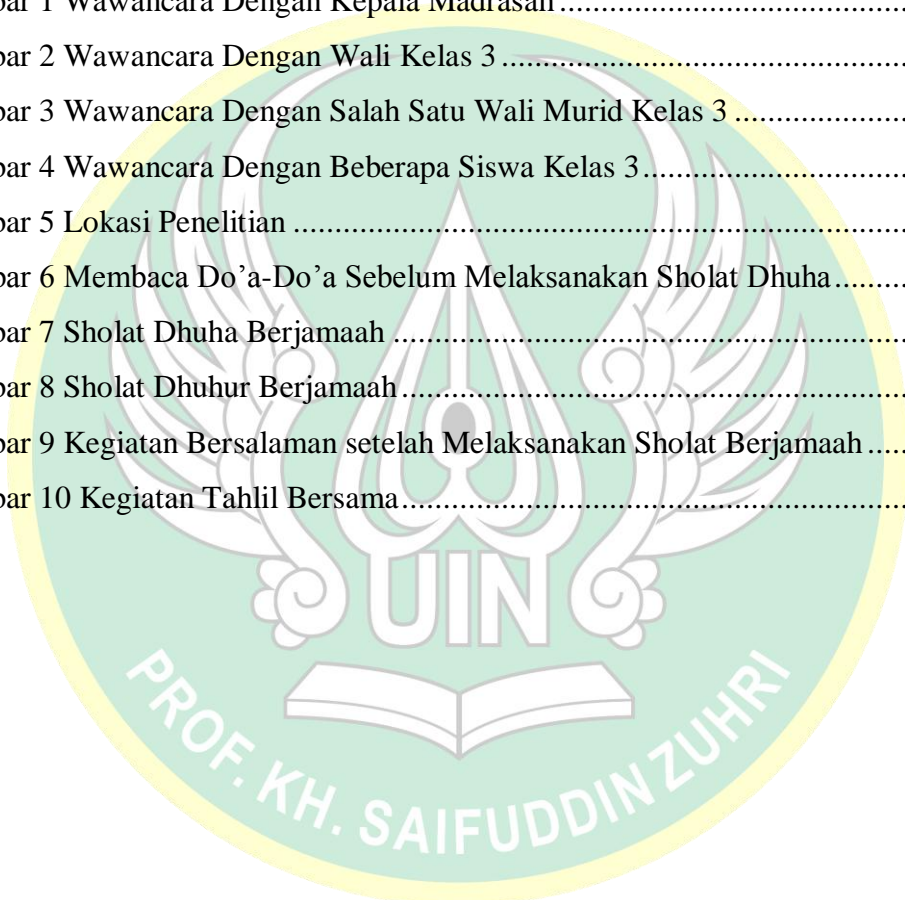 bar 1 Wawancara Dengan Kepala Madrasah ..........................................
bar 2 Wawancara Dengan Wali Kelas 3 .................................................
bar 3 Wawancara Dengan Salah Satu Wali Murid Kelas 3 .....................
bar 4 Wawancara Dengan Beberapa Siswa Kelas 3 ................................
bar 5 Lokasi Penelitian ...........................................................................
bar 6 Membaca Do’a-Do’a Sebelum Melaksanakan Sholat Dhuha .........
bar 7 Sholat Dhuha Berjamaah ..............................................................
bar 8 Sholat Dhuhur Berjamaah .............................................................
bar 9 Kegiatan Bersalaman setelah Melaksanakan Sholat Berjamaah .....
bar 10 Kegiatan Tahlil Bersama .............................................................
UIN
PROF. KH. SAIFUDDIN ZUHRI